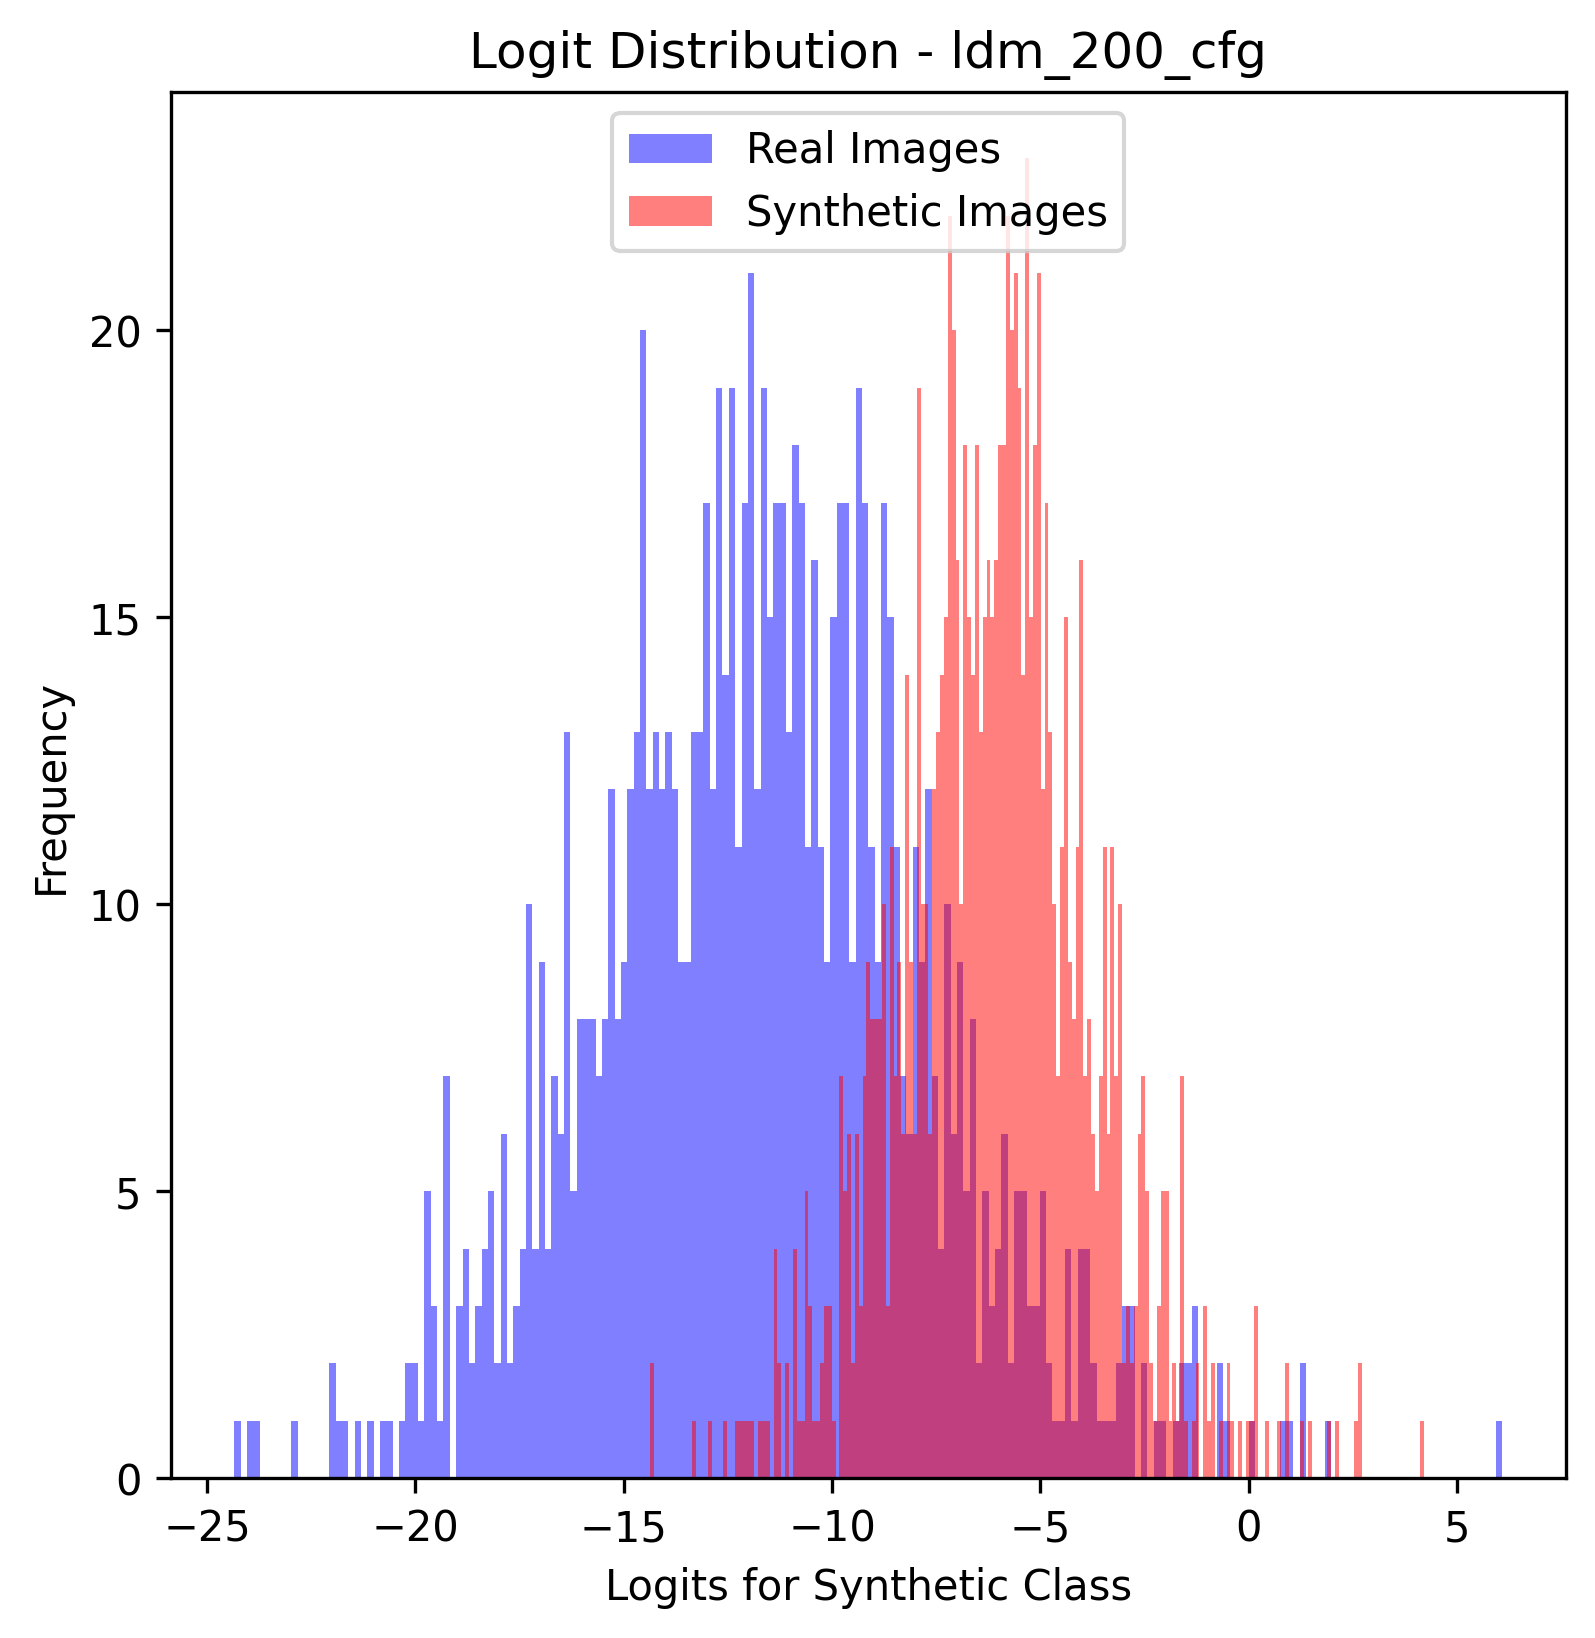 Logit Distribution - ldm_200_cfg
Real Images
Synthetic Images
Frequency
20
15
10
5
0
−25
−20
−15
−10
−5
0
5
Logits for Synthetic Class